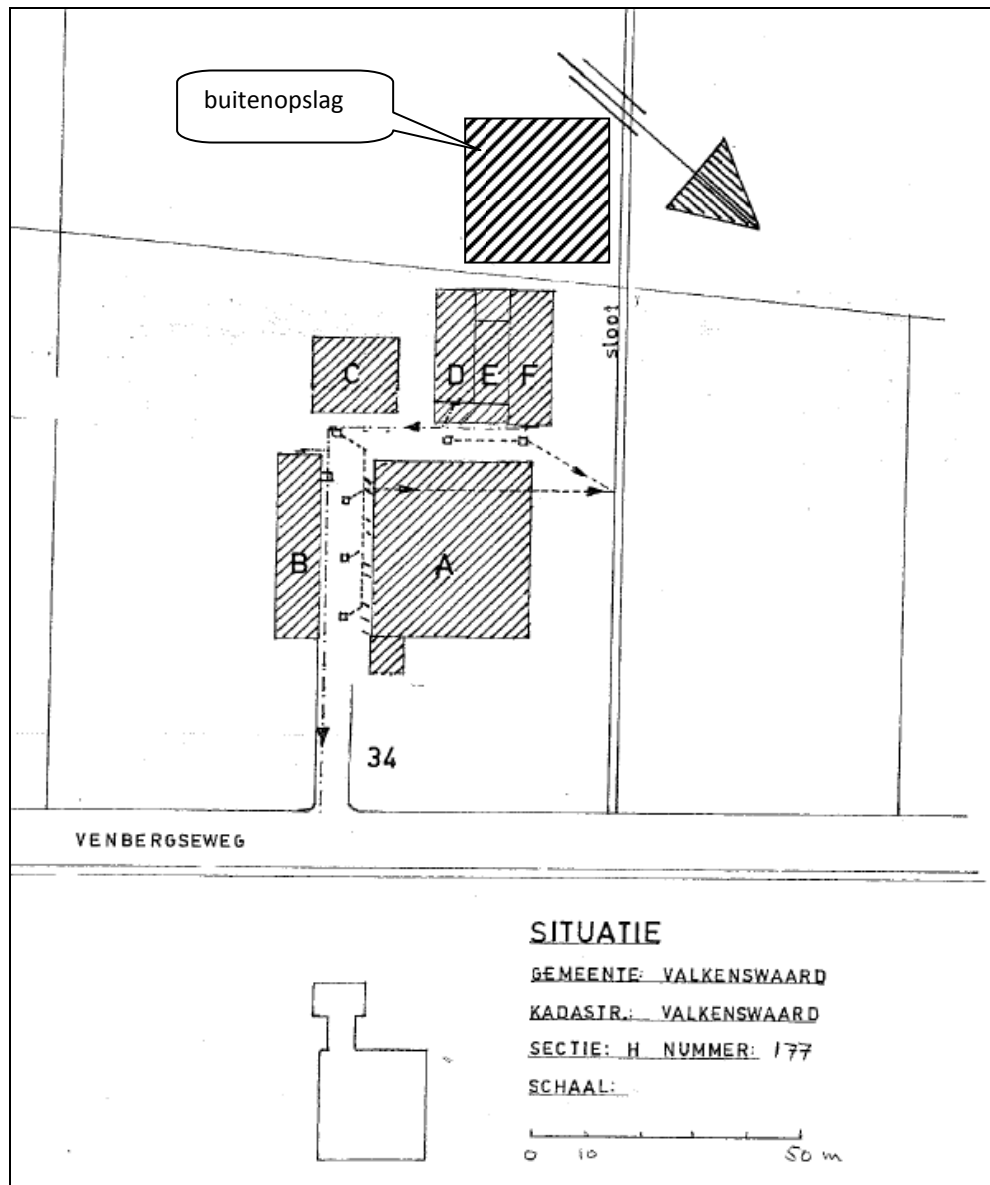 buitenopslag
sloot
C
D E F
B
A
34
VENBERGSEWEG
SITUATIE
GEMEENTE: VALKENSWAARD
KADASTR.: VALKENSWAARD
SECTIE: H NUMMER: 177
SCHAAL:
0 10 50 m